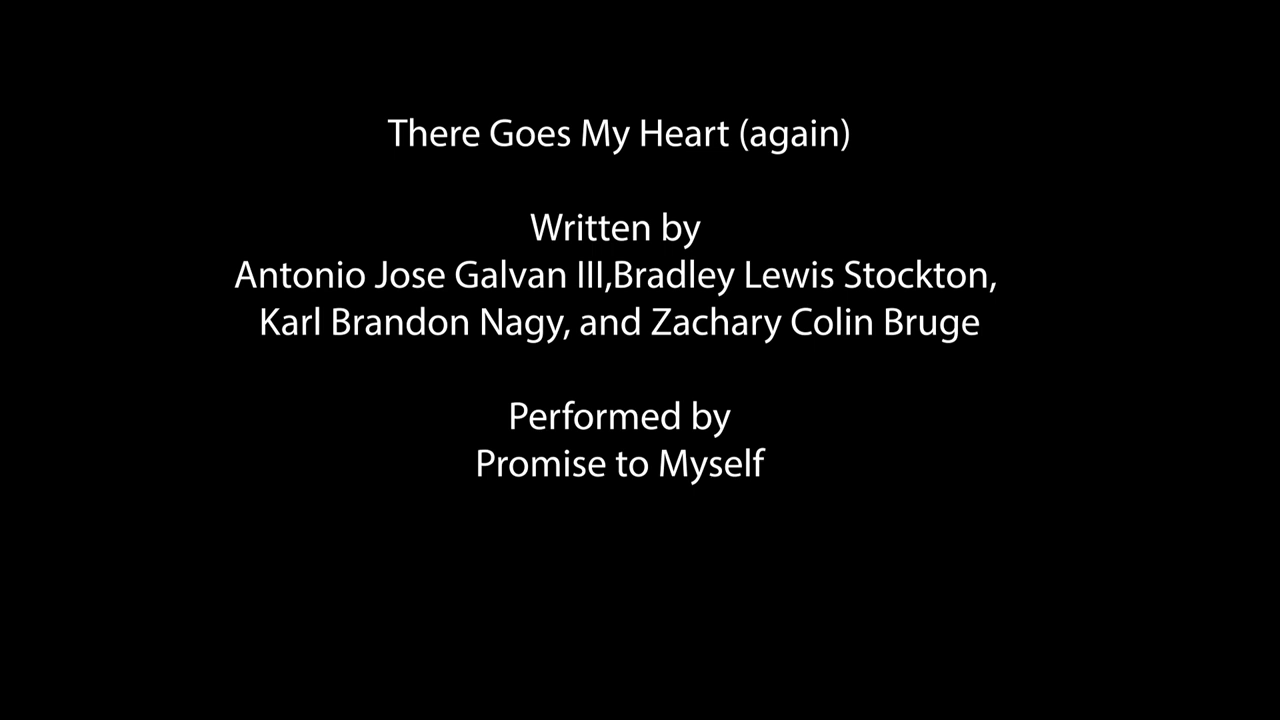 There Goes My Heart (again)
Written by
Antonio Jose Galvan III,Bradley Lewis Stockton,
Karl Brandon Nagy, and Zachary Colin Bruge
Performed by
Promise to Myself